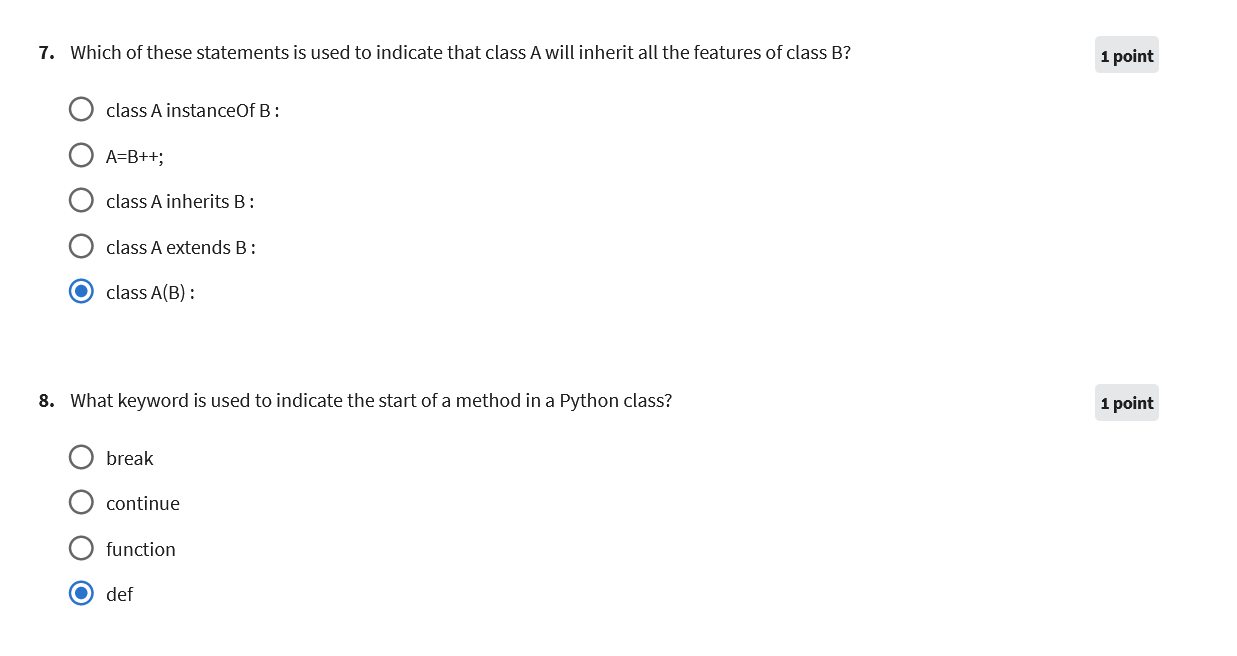 7. Which of these statements is used to indicate that class A will inherit all the features of class B?
1 point
class A instanceOf B :
A=B++;
class A inherits B :
class A extends B :
class A(B) :
8. What keyword is used to indicate the start of a method in a Python class?
1 point
break
continue
function
def